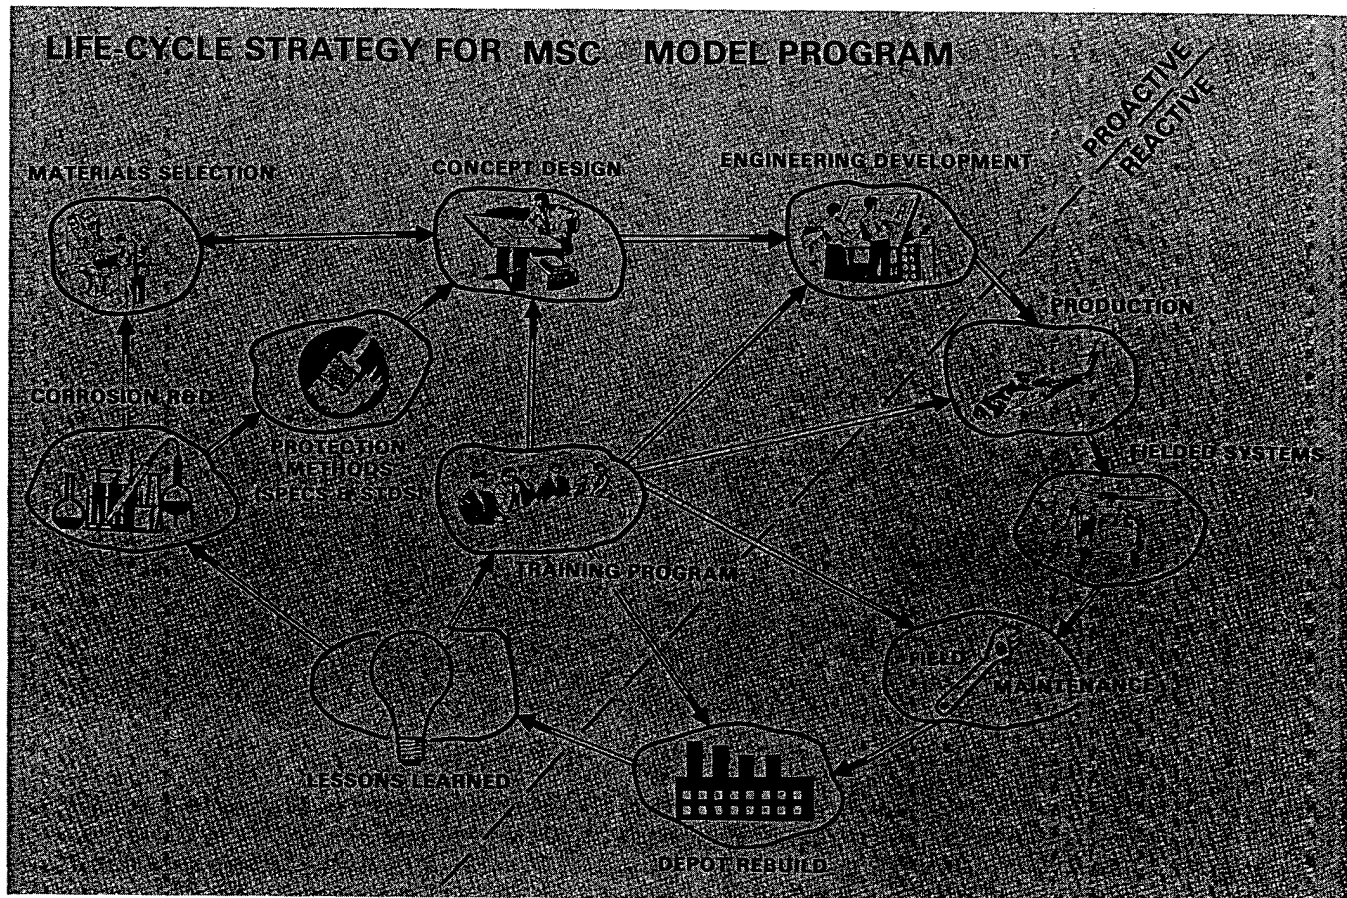 LIFE-CYCLE STRATEGY FOR MSC MODEL PROGRAM
PROACTIVE
REACTIVE
MATERIALS SELECTION
CONCEPT DESIGN
ENGINEERING DEVELOPMENT
PRODUCTION
CORROSION R&D
PROTECTION
METHODS
(SPECS & STDS)
FIELDED SYSTEMS
TRAINING PROGRAM
FIELD
MAINTENANCE
LESSONS LEARNED
DEPOT REBUILD